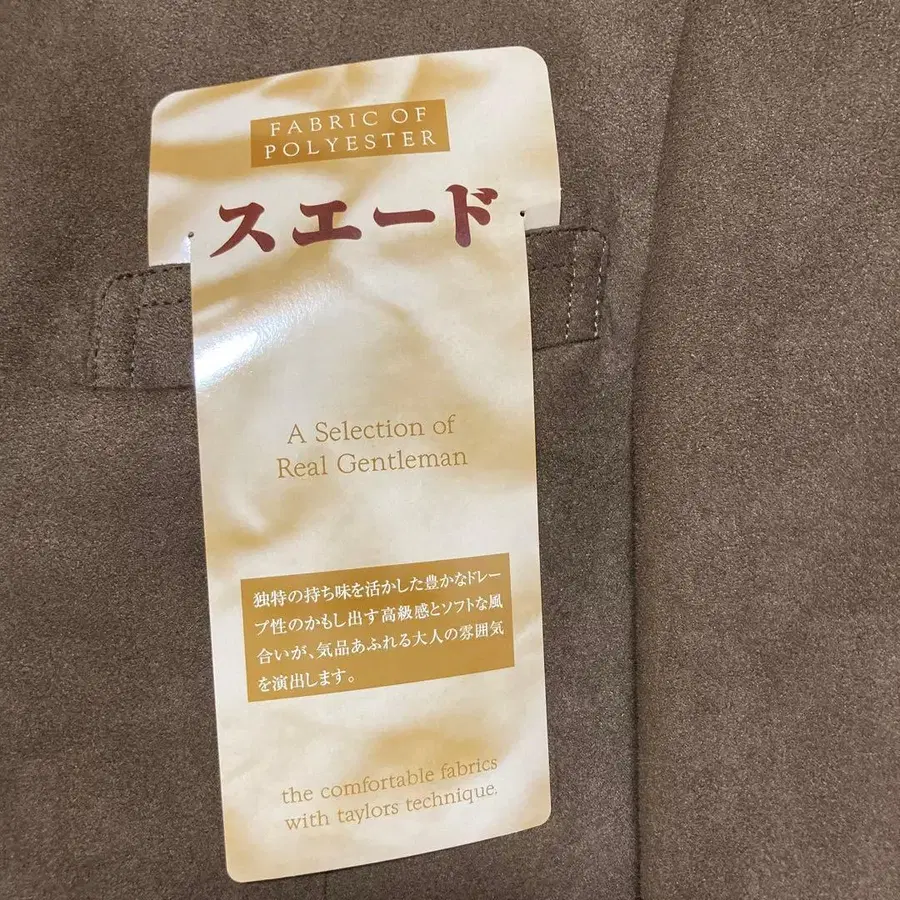 FABRIC OF
POLYESTER
スエード
A Selection of
Real Gentleman
独特の持ち味を活かした豊かなドレー
プ性のかもし出す高級感とソフトな風
合いが、気品あふれる大人の雰囲気
を演出します。
the comfortable fabrics
with taylors technique.